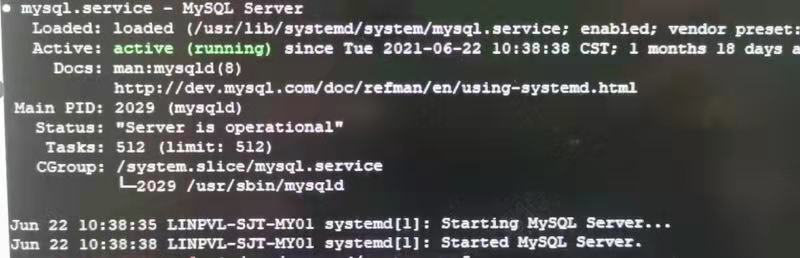 ● mysql.service - MySQL Server
Loaded: loaded (/usr/lib/systemd/system/mysql.service; enabled; vendor preset:
Active: active (running) since Tue 2021-06-22 10:38:38 CST; 1 months 18 days a
Docs: man:mysqld(8)
http://dev.mysql.com/doc/refman/en/using-systemd.html
Main PID: 2029 (mysqld)
Status: "Server is operational"
Tasks: 512 (limit: 512)
CGroup: /system.slice/mysql.service
└─2029 /usr/sbin/mysqld
Jun 22 10:38:35 LINPVL-SJT-MY01 systemd[1]: Starting MySQL Server...
Jun 22 10:38:38 LINPVL-SJT-MY01 systemd[1]: Started MySQL Server.